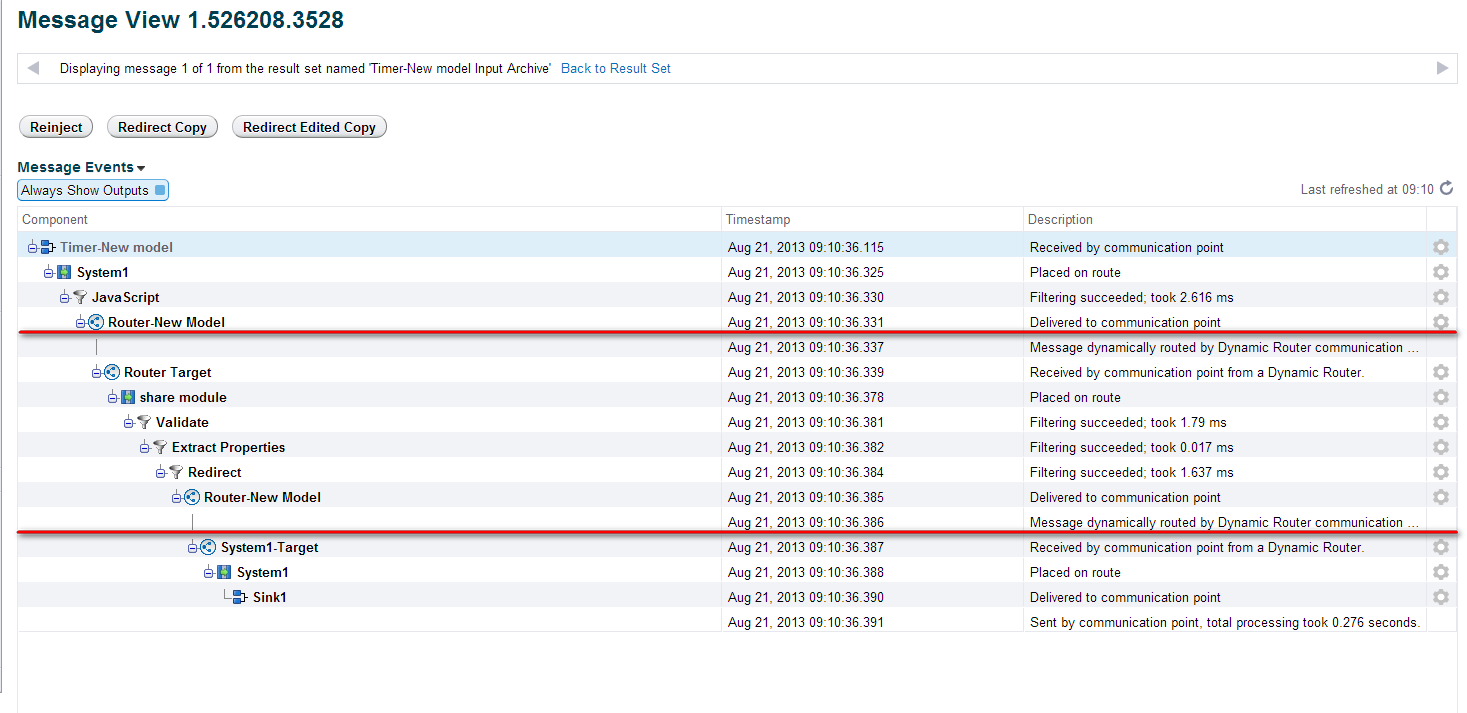 Message View 1.526208.3528
Displaying message 1 of 1 from the result set named 'Timer-New model Input Archive' Back to Result Set
Reinject Redirect Copy Redirect Edited Copy
Message Events
Always Show Outputs Last refreshed at 09:10
Component Timestamp Description
Timer-New model Aug 21, 2013 09:10:36.115 Received by communication point
System1 Aug 21, 2013 09:10:36.325 Placed on route
JavaScript Aug 21, 2013 09:10:36.330 Filtering succeeded; took 2.616 ms
Router-New Model Aug 21, 2013 09:10:36.331 Delivered to communication point
Aug 21, 2013 09:10:36.337 Message dynamically routed by Dynamic Router communication ...
Router Target Aug 21, 2013 09:10:36.339 Received by communication point from a Dynamic Router.
share module Aug 21, 2013 09:10:36.378 Placed on route
Validate Aug 21, 2013 09:10:36.381 Filtering succeeded; took 1.79 ms
Extract Properties Aug 21, 2013 09:10:36.382 Filtering succeeded; took 0.017 ms
Redirect Aug 21, 2013 09:10:36.384 Filtering succeeded; took 1.637 ms
Router-New Model Aug 21, 2013 09:10:36.385 Delivered to communication point
Aug 21, 2013 09:10:36.386 Message dynamically routed by Dynamic Router communication ...
System1-Target Aug 21, 2013 09:10:36.387 Received by communication point from a Dynamic Router.
System1 Aug 21, 2013 09:10:36.388 Placed on route
Sink1 Aug 21, 2013 09:10:36.390 Delivered to communication point
Aug 21, 2013 09:10:36.391 Sent by communication point, total processing took 0.276 seconds.